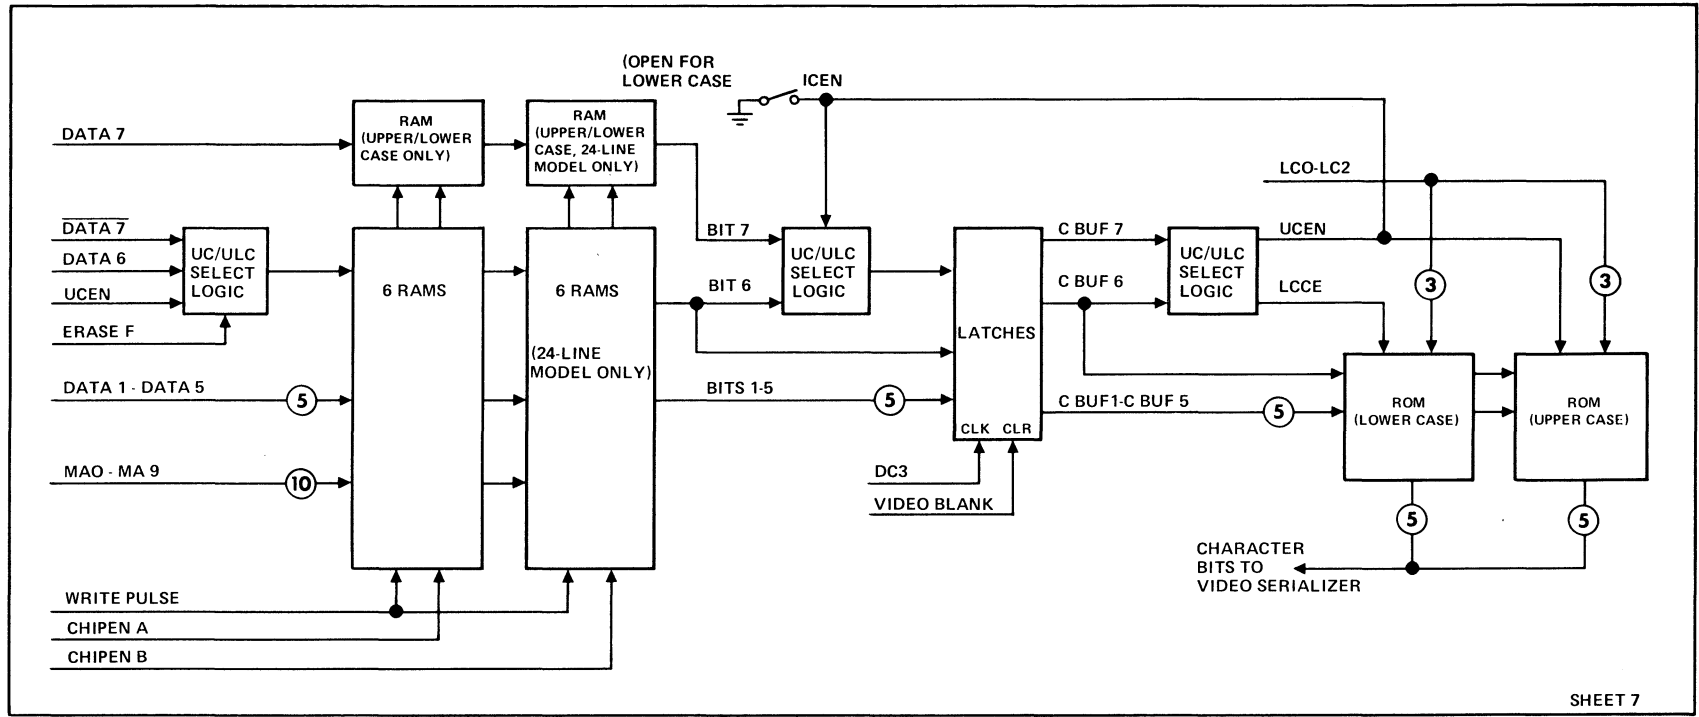 (OPEN FOR
LOWER CASE
ICEN
DATA 7
RAM
(UPPER/LOWER
CASE ONLY)
RAM
(UPPER/LOWER
CASE, 24-LINE
MODEL ONLY)
LCO-LC2
DATA 7
DATA 6
UCEN
ERASE F
UC/ULC
SELECT
LOGIC
6 RAMS
6 RAMS
(24-LINE
MODEL ONLY)
BIT 7
BIT 6
UC/ULC
SELECT
LOGIC
LATCHES
CLK CLR
C BUF 7
C BUF 6
UC/ULC
SELECT
LOGIC
UCEN
LCCE
3
3
DATA 1 - DATA 5
5
BITS 1-5
5
C BUF1-C BUF 5
5
ROM
(LOWER CASE)
ROM
(UPPER CASE)
MAO - MA 9
10
DC3
VIDEO BLANK
5
5
CHARACTER
BITS TO
VIDEO SERIALIZER
WRITE PULSE
CHIPEN A
CHIPEN B
SHEET 7